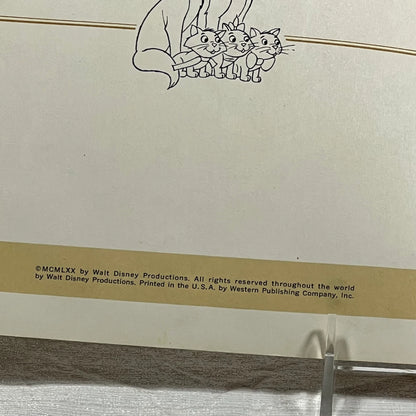 ©MCMLXX by Walt Disney Productions. All rights reserved throughout the world
by Walt Disney Productions. Printed in the U.S.A. by Western Publishing Company, Inc.